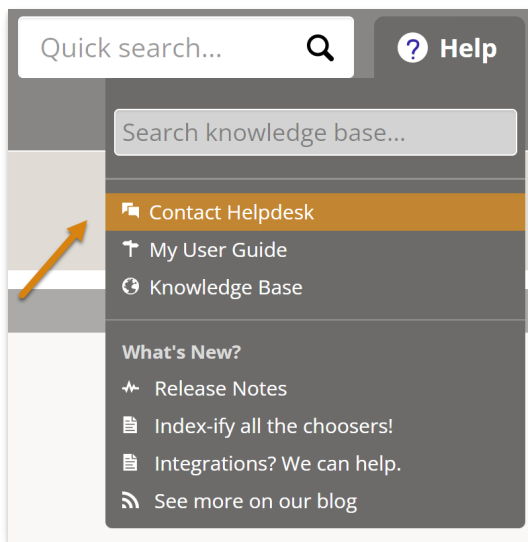 Quick search...
Help
Search knowledge base...
Contact Helpdesk
My User Guide
Knowledge Base
What's New?
Release Notes
Index-ify all the choosers!
Integrations? We can help.
See more on our blog